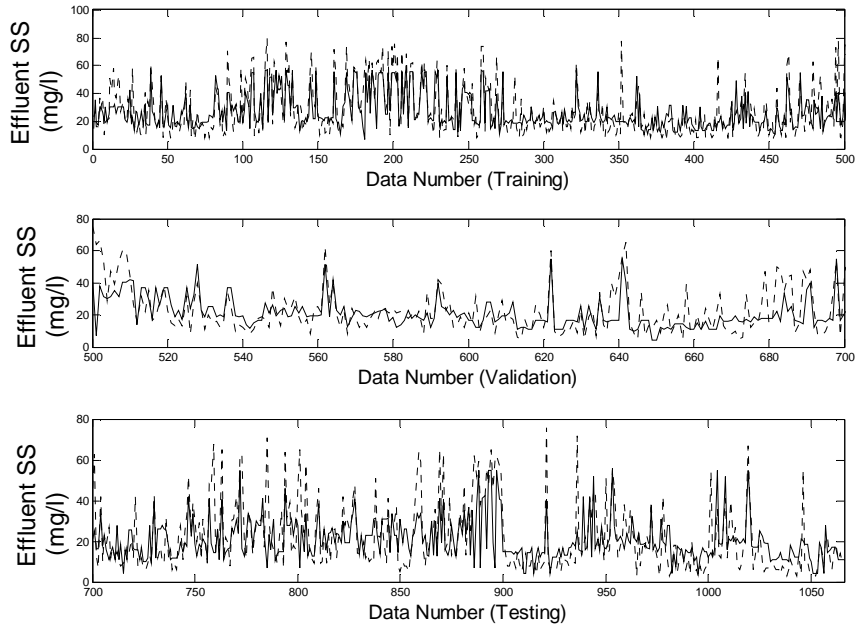 100
80
60
40
20
0
Effluent SS
(mg/l)
0 50 100 160 200 250 300 350 400 450 500
Data Number (Training)
80
60
40
20
0
Effluent SS
(mg/l)
500 520 540 560 580 600 620 640 660 680 700
Data Number (Validation)
80
60
40
20
0
Effluent SS
(mg/l)
700 750 800 850 900 950 1000 1050
Data Number (Testing)